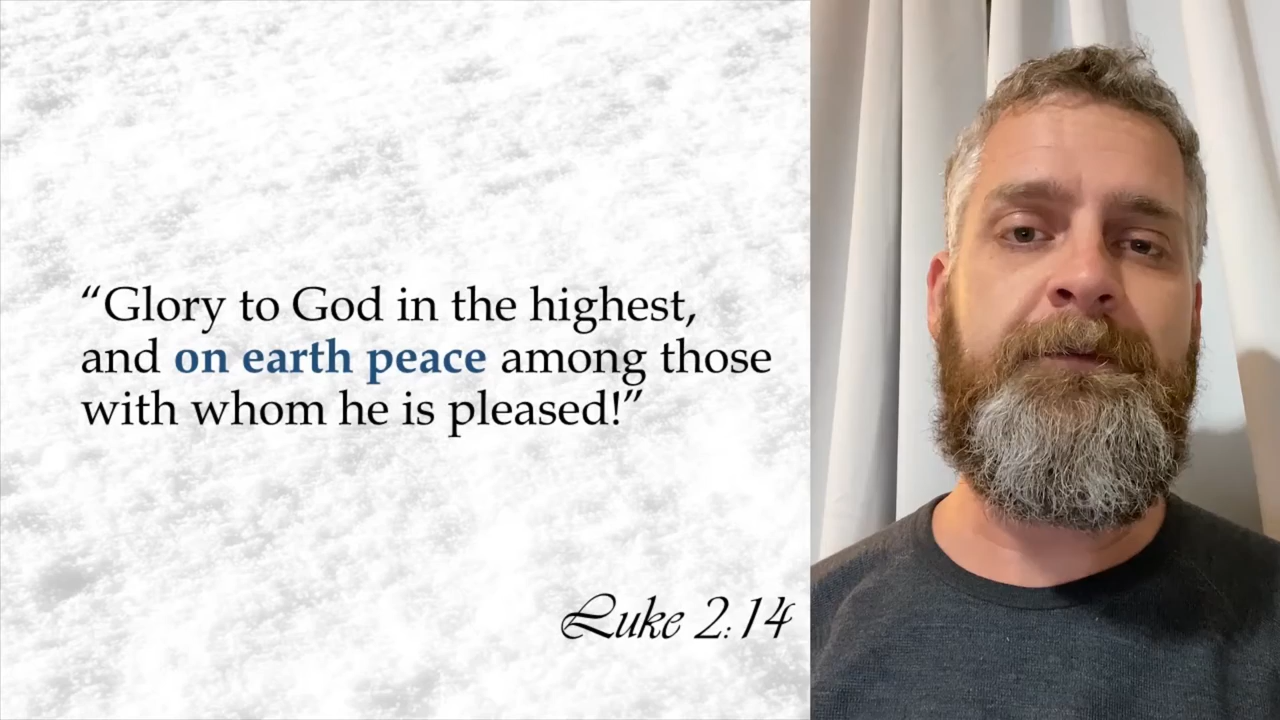 “Glory to God in the highest,
and on earth peace among those
with whom he is pleased!”
Luke 2:14